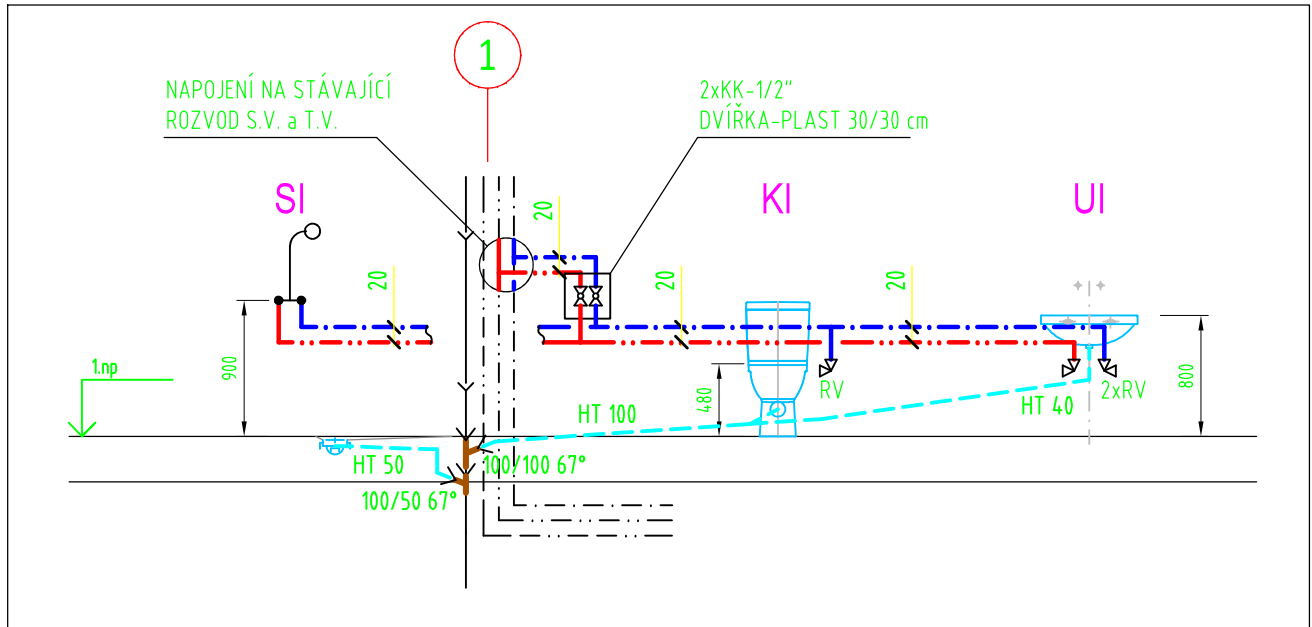 1
NAPOJENÍ NA STÁVAJÍCÍ
ROZVOD S.V. a T.V.
2xKK-1/2"
DVÍŘKA-PLAST 30/30 cm
SI
KI
UI
20
20
20
20
900
1.np
480
RV
2xRV
800
HT 100
HT 40
HT 50
100/100 67°
100/50 67°